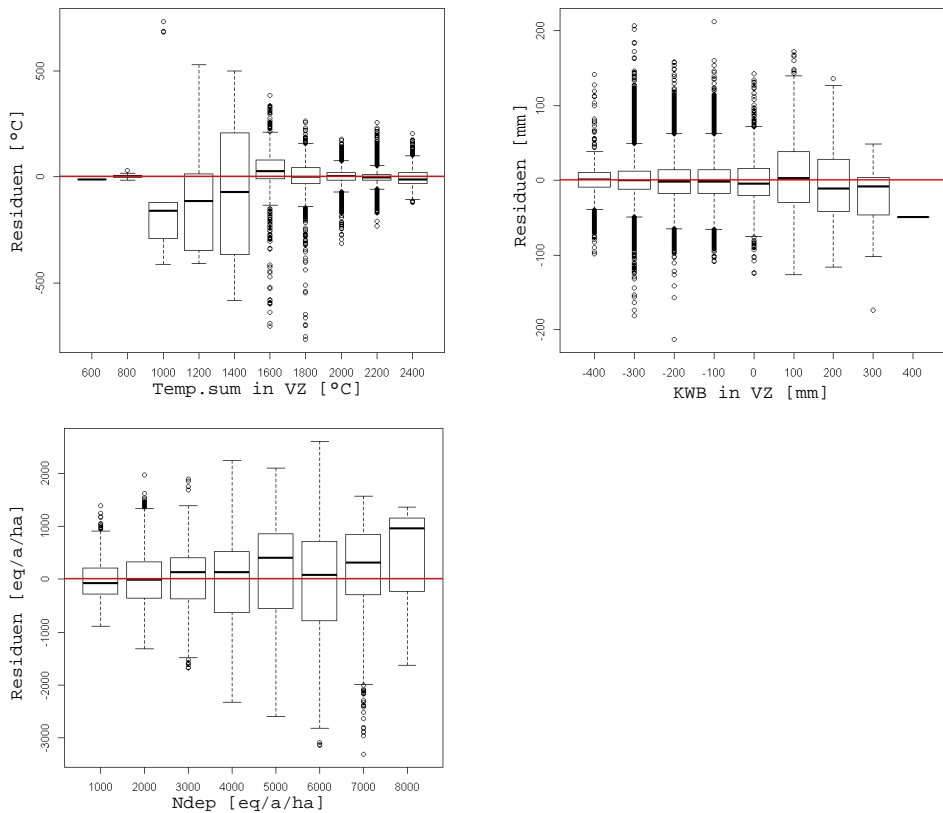 500
0
-500
Residuen [°C]
600 800 1000 1200 1400 1600 1800 2000 2200 2400
Temp.sum in VZ [°C]
200
100
0
-100
-200
Residuen [mm]
-400 -300 -200 -100 0 100 200 300 400
KWB in VZ [mm]
2000
1000
0
-1000
-2000
-3000
Residuen [eq/a/ha]
1000 2000 3000 4000 5000 6000 7000 8000
Ndep [eq/a/ha]